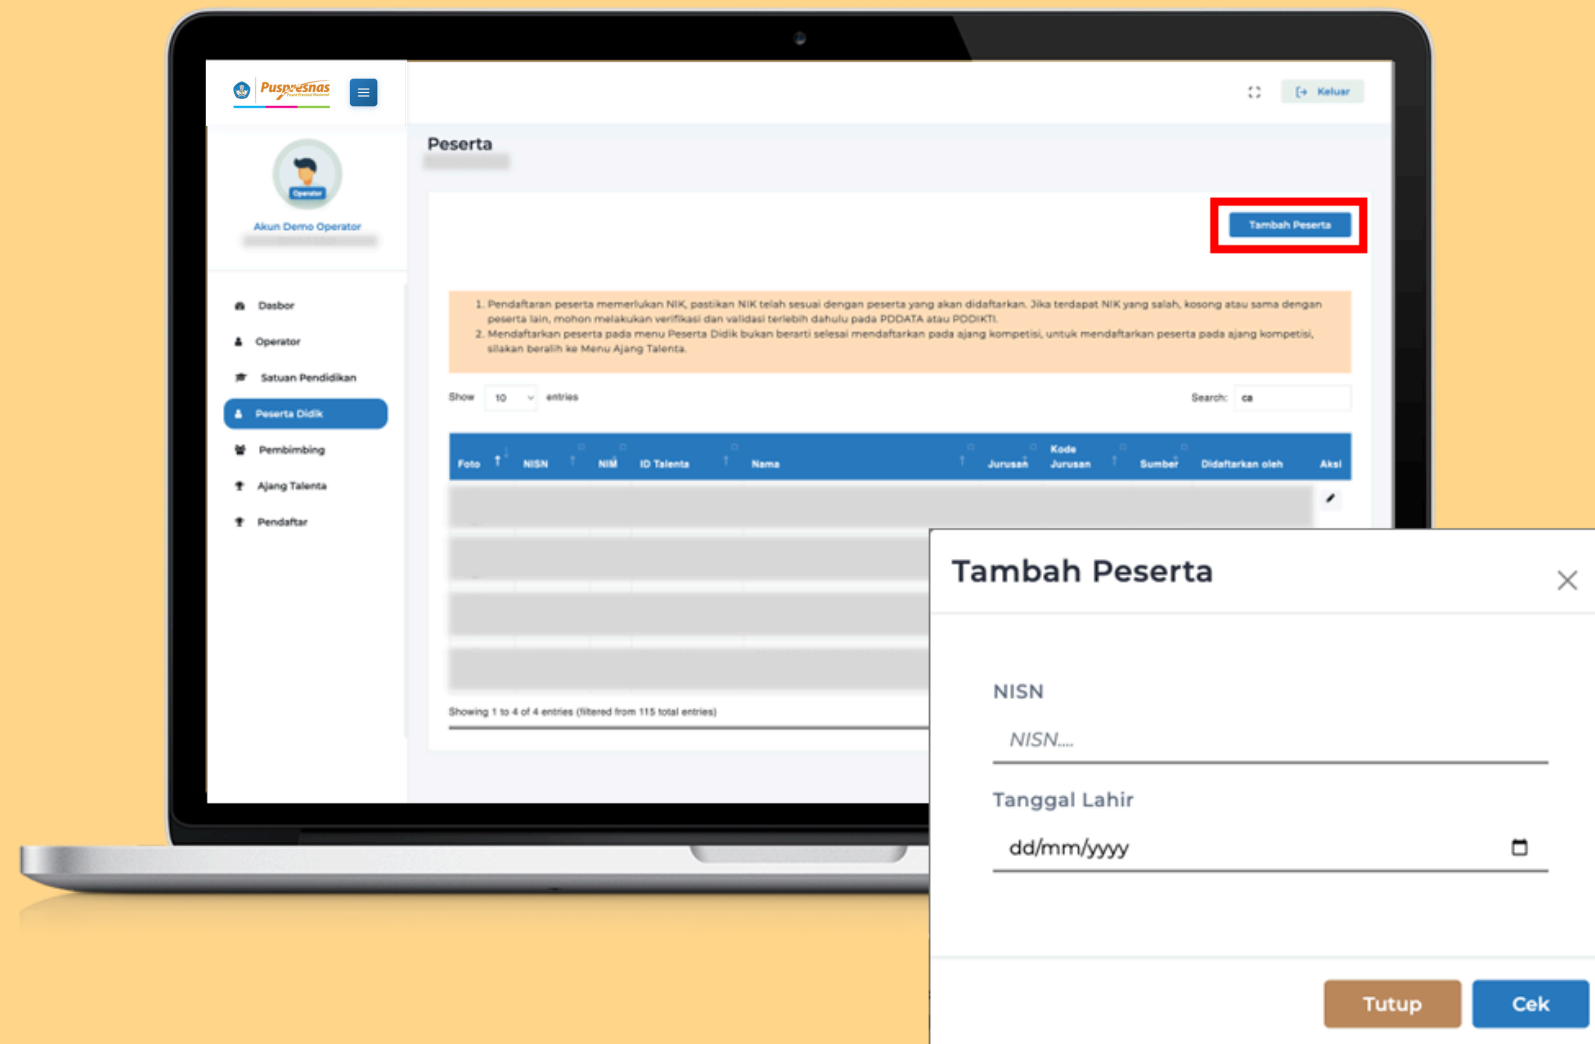 Puspresnas
Keluar
Operator
Akun Demo Operator
Dasbor
Operator
Satuan Pendidikan
Peserta Didik
Pembimbing
Ajang Talenta
Pendaftar
Peserta
Tambah Peserta
1. Pendaftaran peserta memerlukan NIK, pastikan NIK telah sesuai dengan peserta yang akan didaftarkan. Jika terdapat NIK yang salah, kosong atau sama dengan
peserta lain, mohon melakukan verifikasi dan validasi terlebih dahulu pada PDDATA atau PDDIKTI.
2. Mendaftarkan peserta pada menu Peserta Didik bukan berarti selesai mendaftarkan pada ajang kompetisi, untuk mendaftarkan peserta pada ajang kompetisi,
silakan beralih ke Menu Ajang Talenta.
Show 10 entries Search: ca
Foto NISN NIM ID Talenta Nama Jurusan Kode Jurusan Sumber Didaftarkan oleh Aksi
Showing 1 to 4 of 4 entries (filtered from 115 total entries)
Tambah Peserta
NISN
NISN....
Tanggal Lahir
dd/mm/yyyy
Tutup Cek